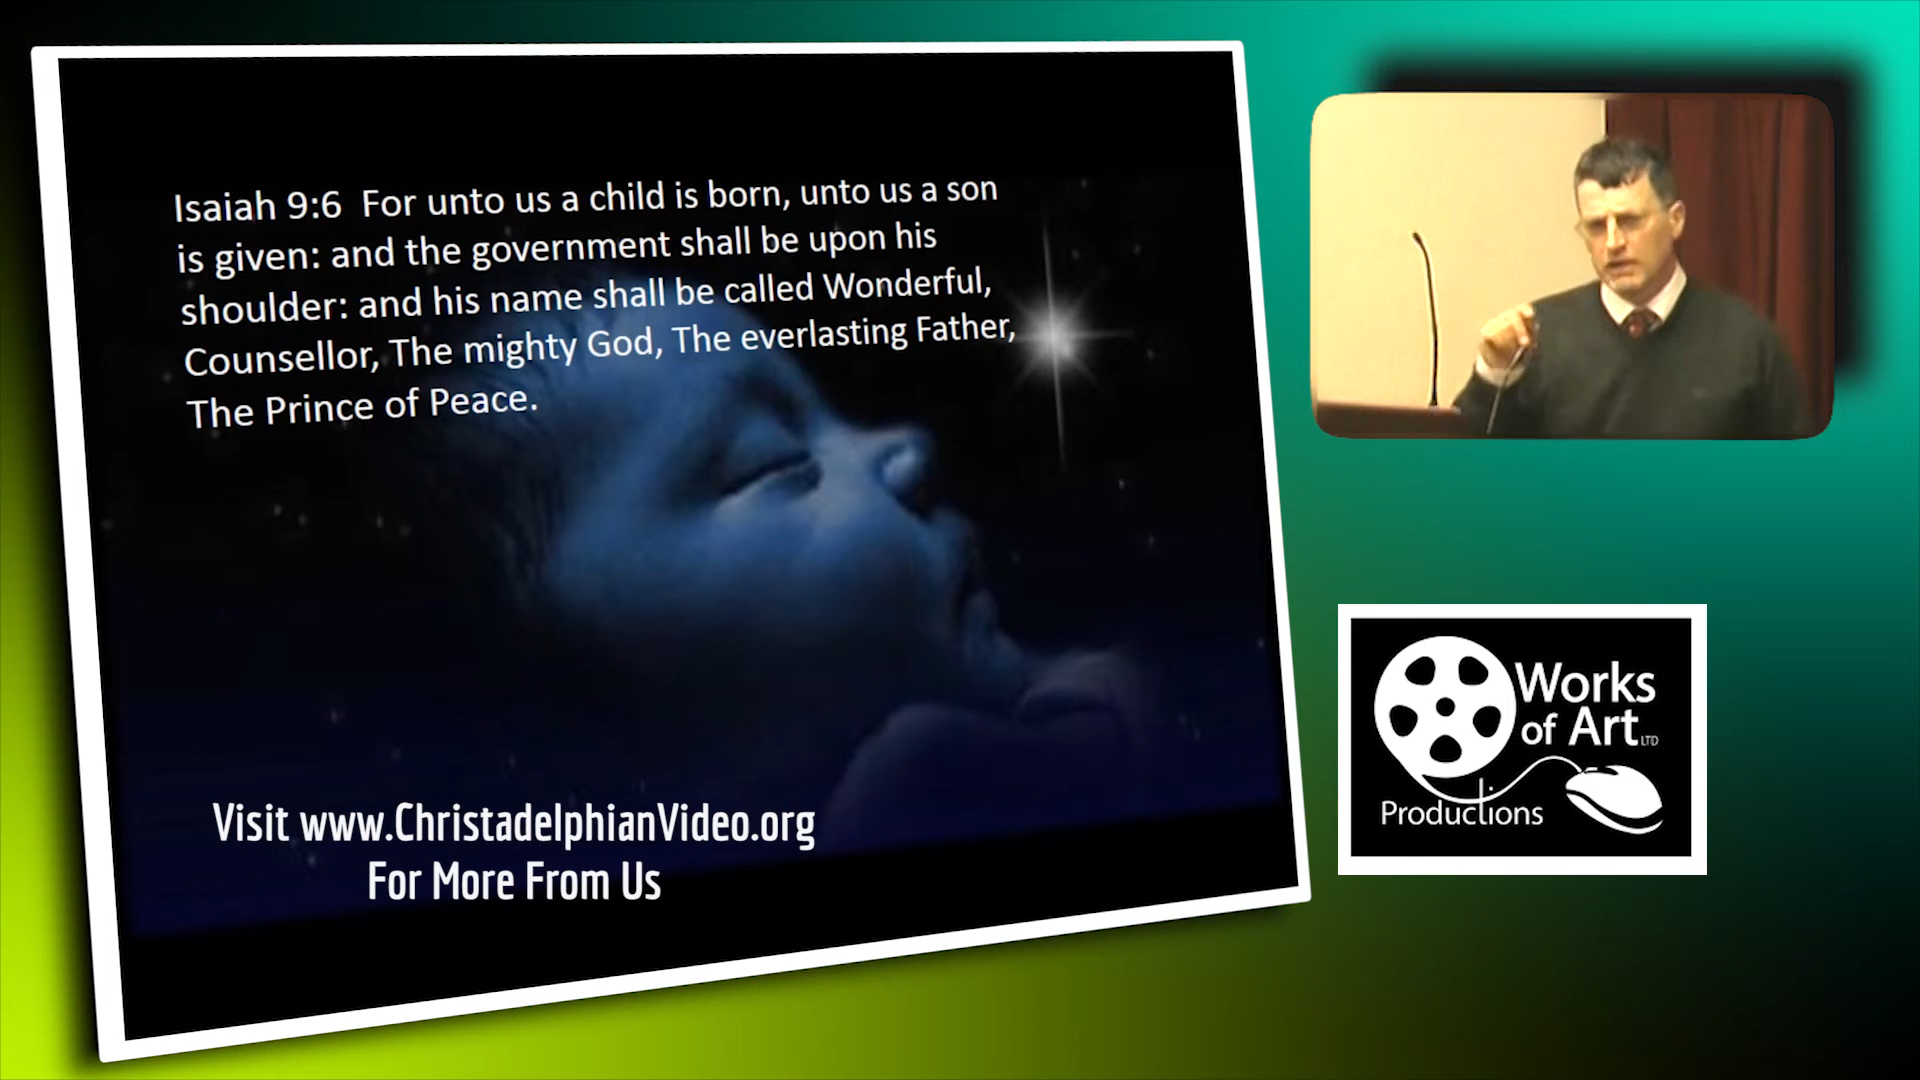 Isaiah 9:6  For unto us a child is born, unto us a son
is given: and the government shall be upon his
shoulder: and his name shall be called Wonderful,
Counsellor, The mighty God, The everlasting Father,
The Prince of Peace.
Visit www.ChristadelphianVideo.org
For More From Us
Works
of Art LTD
Productions